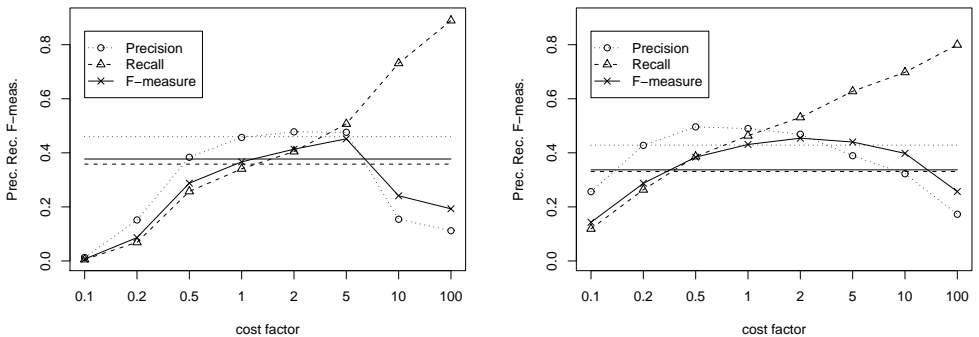 Prec. Rec. F−meas.
0.8
0.6
0.4
0.2
0.0
Precision
Recall
F−measure
0.1 0.2 0.5 1 2 5 10 100
cost factor
Prec. Rec. F−meas.
0.8
0.6
0.4
0.2
0.0
Precision
Recall
F−measure
0.1 0.2 0.5 1 2 5 10 100
cost factor